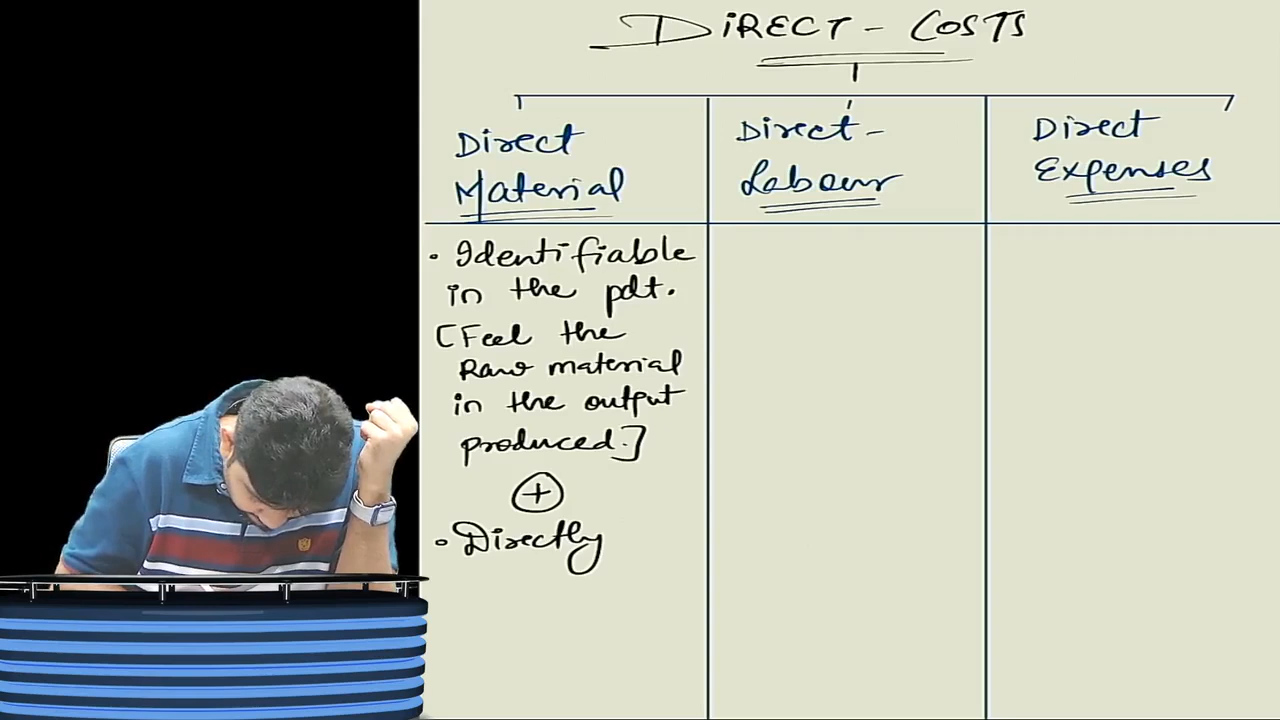 DIRECT - COSTS
Direct
Material
Direct -
Labour
Direct
Expenses
• Identifiable
in the pdt.
[Feel the
Raw material
in the output
produced.]
+
• Directly